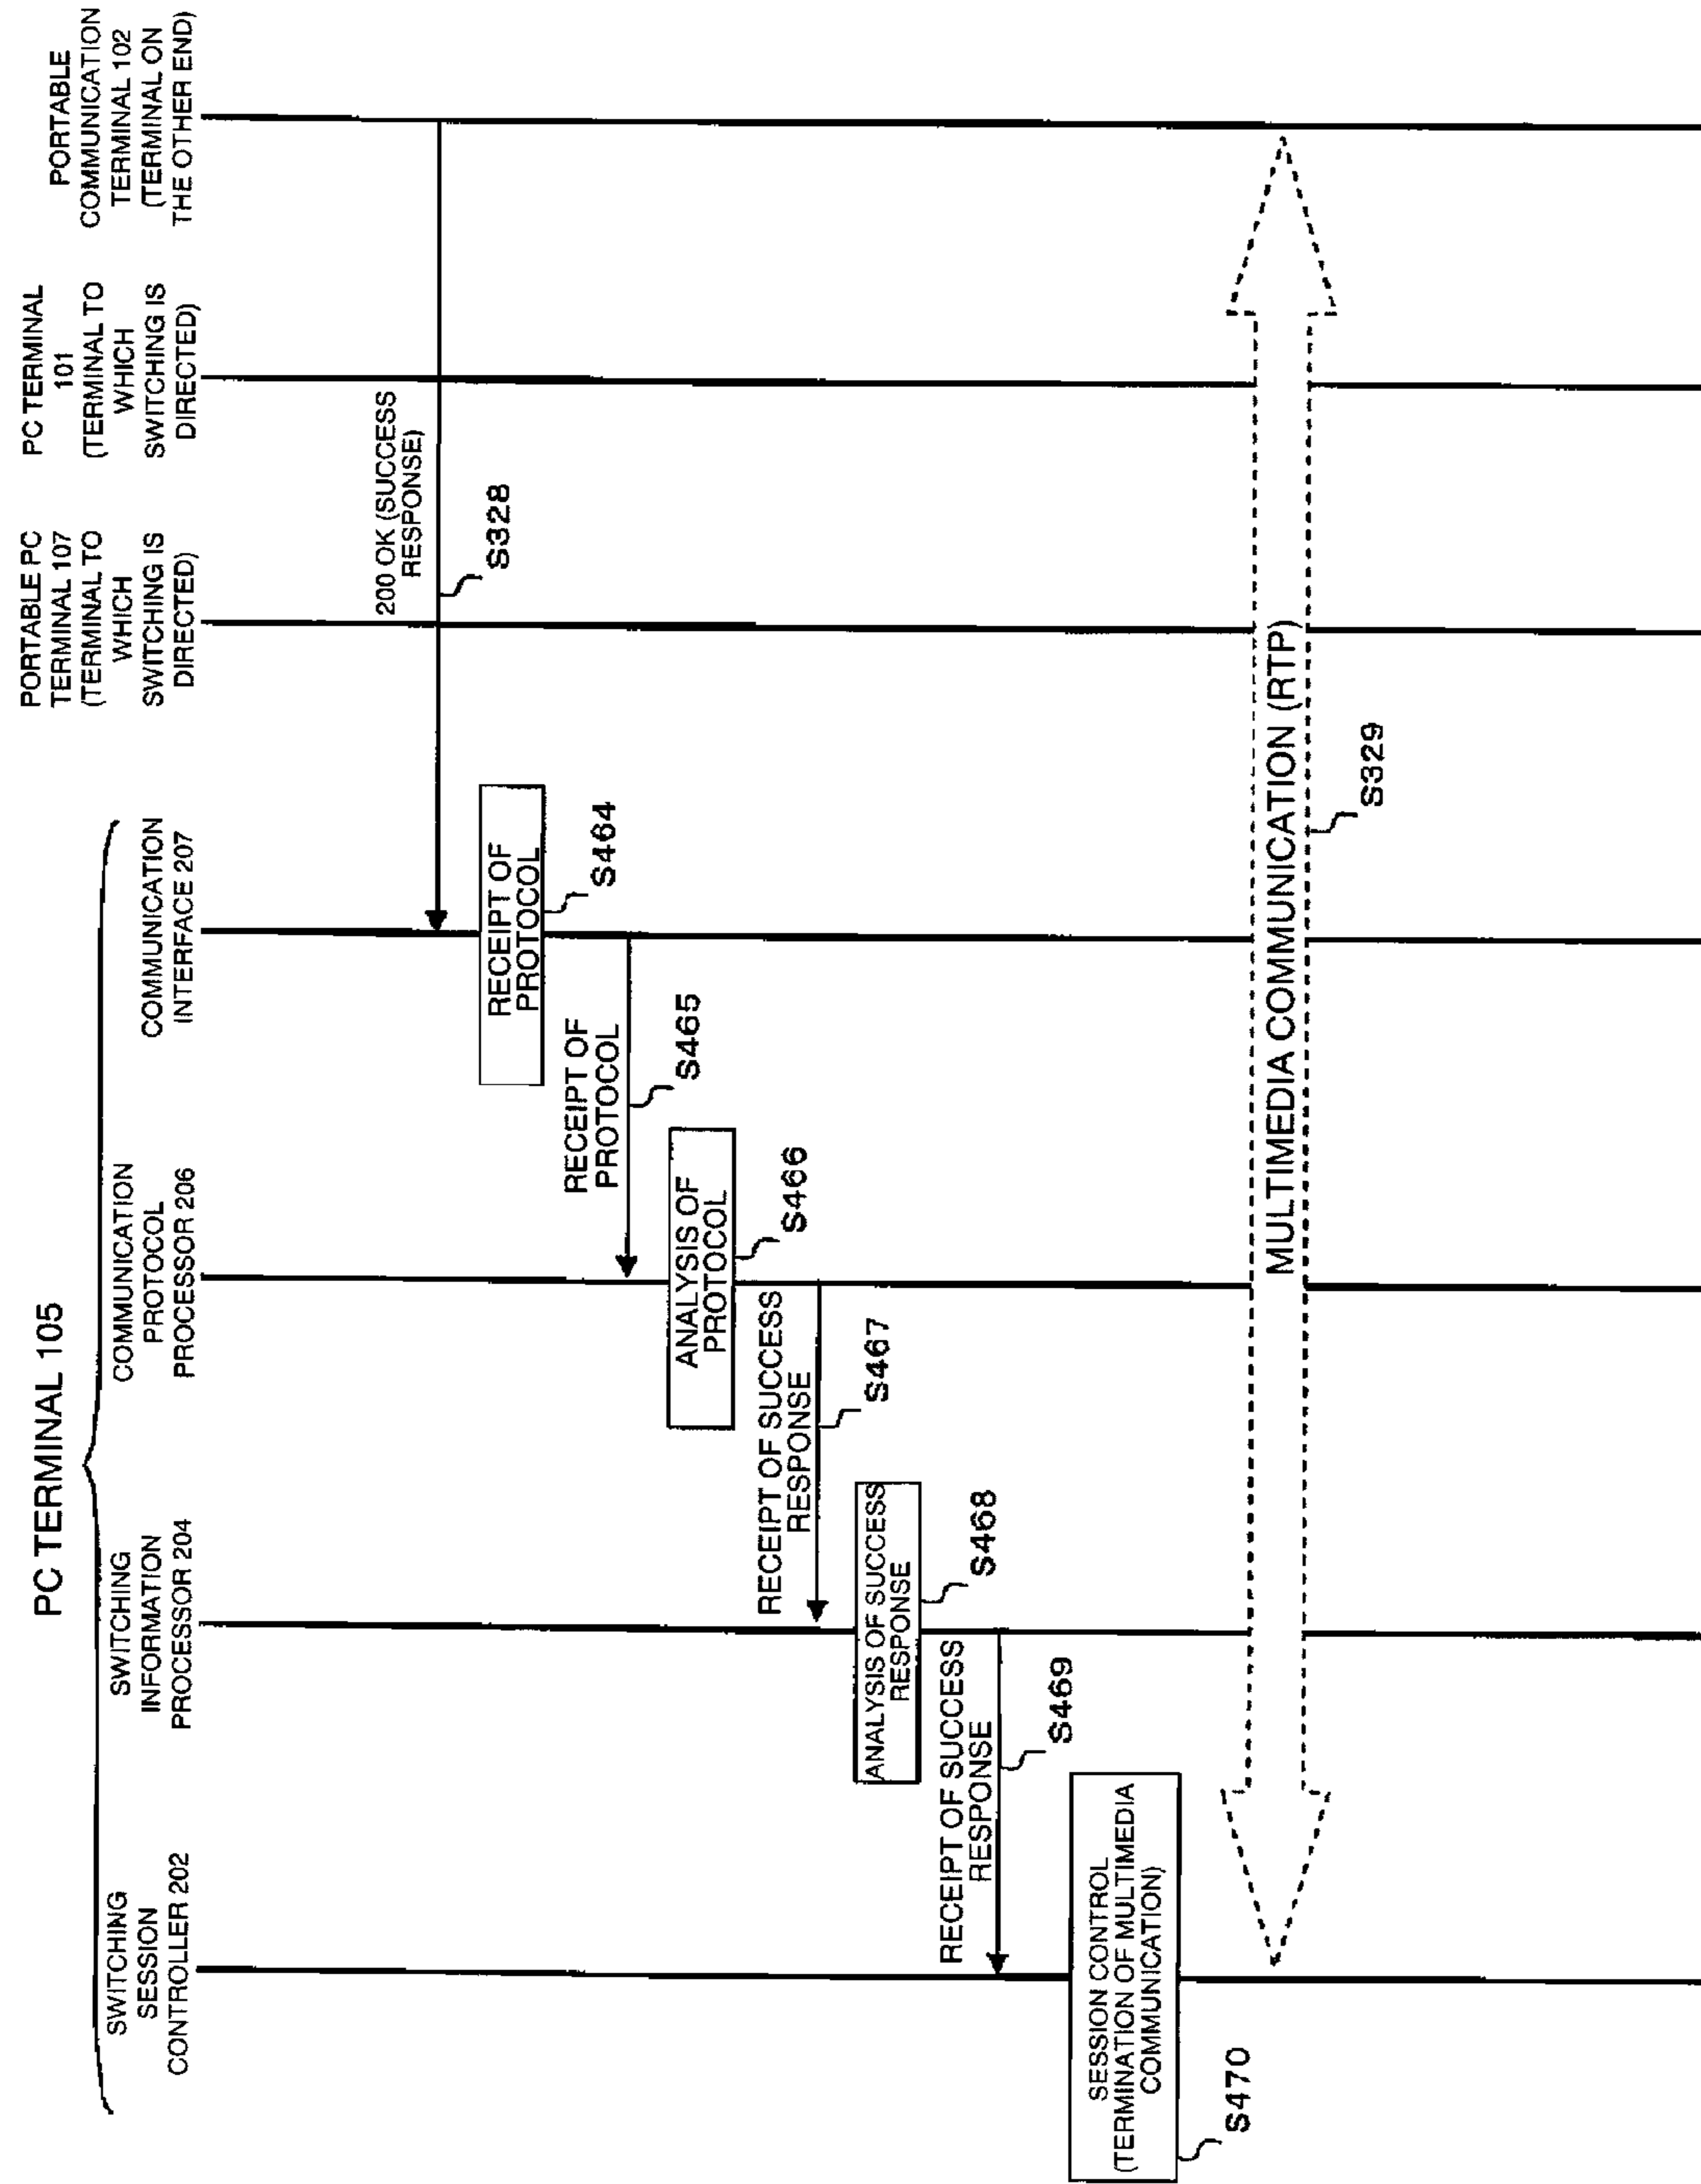 PC TERMINAL 105
SWITCHING
SESSION
CONTROLLER 202
SWITCHING
INFORMATION
PROCESSOR 204
COMMUNICATION
PROTOCOL
PROCESSOR 206
COMMUNICATION
INTERFACE 207
PORTABLE PC
TERMINAL 107
(TERMINAL TO
WHICH
SWITCHING IS
DIRECTED)
PC TERMINAL
101
(TERMINAL TO
WHICH
SWITCHING IS
DIRECTED)
PORTABLE
COMMUNICATION
TERMINAL 102
(TERMINAL ON
THE OTHER END)
200 OK (SUCCESS
RESPONSE)
S328
RECEIPT OF
PROTOCOL
S464
RECEIPT OF
PROTOCOL
S465
ANALYSIS OF
PROTOCOL
S466
RECEIPT OF SUCCESS
RESPONSE
S467
ANALYSIS OF SUCCESS
RESPONSE
S468
RECEIPT OF SUCCESS
RESPONSE
S469
SESSION CONTROL
(TERMINATION OF MULTIMEDIA
COMMUNICATION)
S470
MULTIMEDIA COMMUNICATION (RTP)
S329